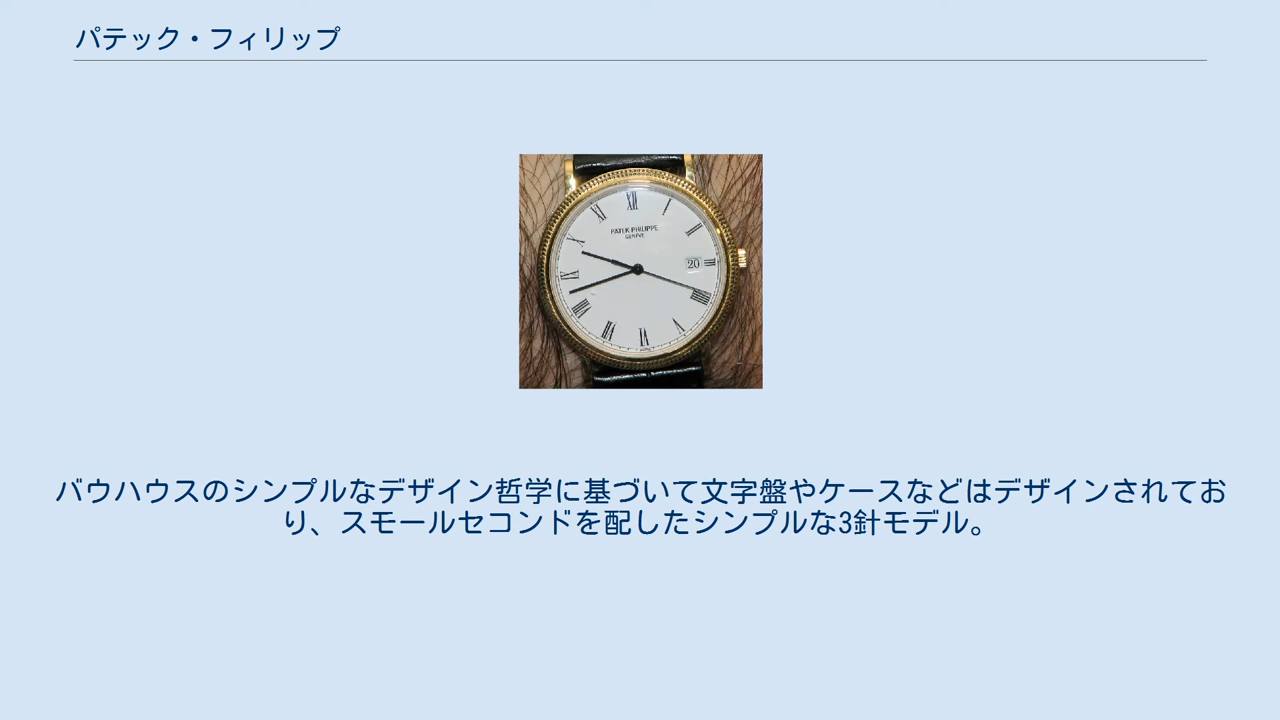 パテック・フィリップ
XII
PATEK PHILIPPE
GENEVE
20
バウハウスのシンプルなデザイン哲学に基づいて文字盤やケースなどはデザインされてお
り、スモールセコンドを配したシンプルな3針モデル。